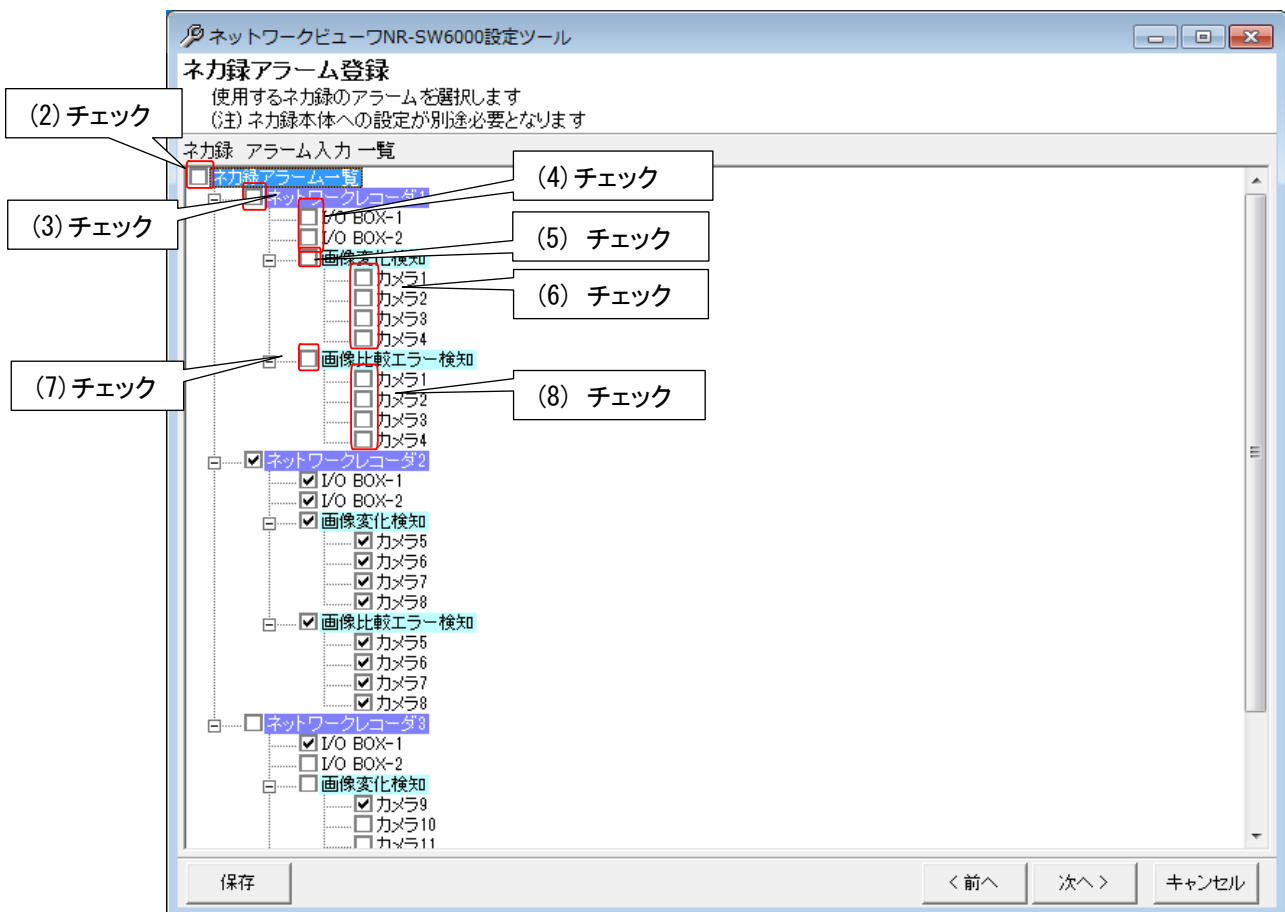 ネットワークビューワNR-SW6000設定ツール
ネカ録アラーム登録
使用するネカ録のアラームを選択します
(注) ネカ録本体への設定が別途必要となります
ネカ録 アラーム入力 一覧
(2) チェック
ネカ録アラーム一覧
(4) チェック
ネットワークレコーダ1
(3) チェック
I/O BOX-1
I/O BOX-2
(5) チェック
画像変化検知
カメラ1
(6) チェック
カメラ2
カメラ3
カメラ4
画像比較エラー検知
(7) チェック
カメラ1
カメラ2
(8) チェック
カメラ3
カメラ4
ネットワークレコーダ2
I/O BOX-1
I/O BOX-2
画像変化検知
カメラ5
カメラ6
カメラ7
カメラ8
画像比較エラー検知
カメラ5
カメラ6
カメラ7
カメラ8
ネットワークレコーダ3
I/O BOX-1
I/O BOX-2
画像変化検知
カメラ9
カメラ10
カメラ11
保存
< 前へ
次へ >
キャンセル